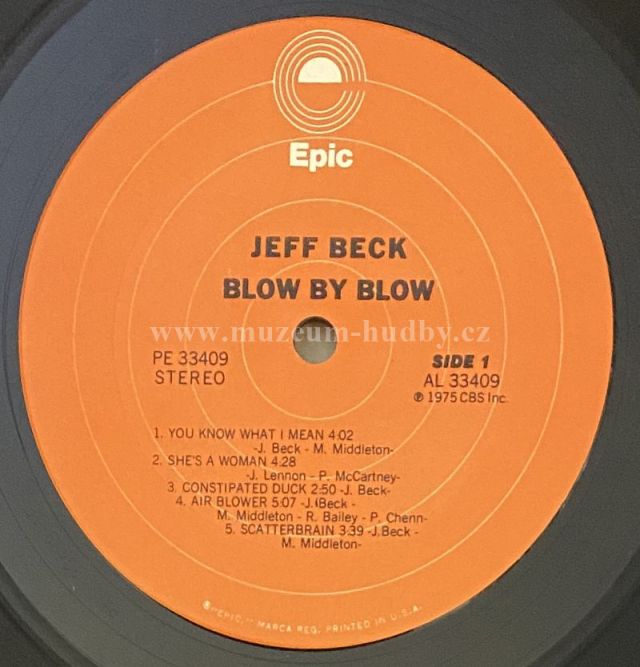 Epic
JEFF BECK
BLOW BY BLOW
www.muzeum-hudby.cz
PE 33409
STEREO
SIDE 1
AL 33409
℗ 1975 CBS Inc.
1. YOU KNOW WHAT I MEAN 4:02
-J. Beck - M. Middleton-
2. SHE'S A WOMAN 4:28
-J. Lennon - P. McCartney-
3. CONSTIPATED DUCK 2:50 -J. Beck-
4. AIR BLOWER 5:07 -J. Beck -
M. Middleton - R. Bailey - P. Chenn-
5. SCATTERBRAIN 3:39 -J. Beck -
M. Middleton-
® "EPIC," MARCA REG. PRINTED IN U.S.A.